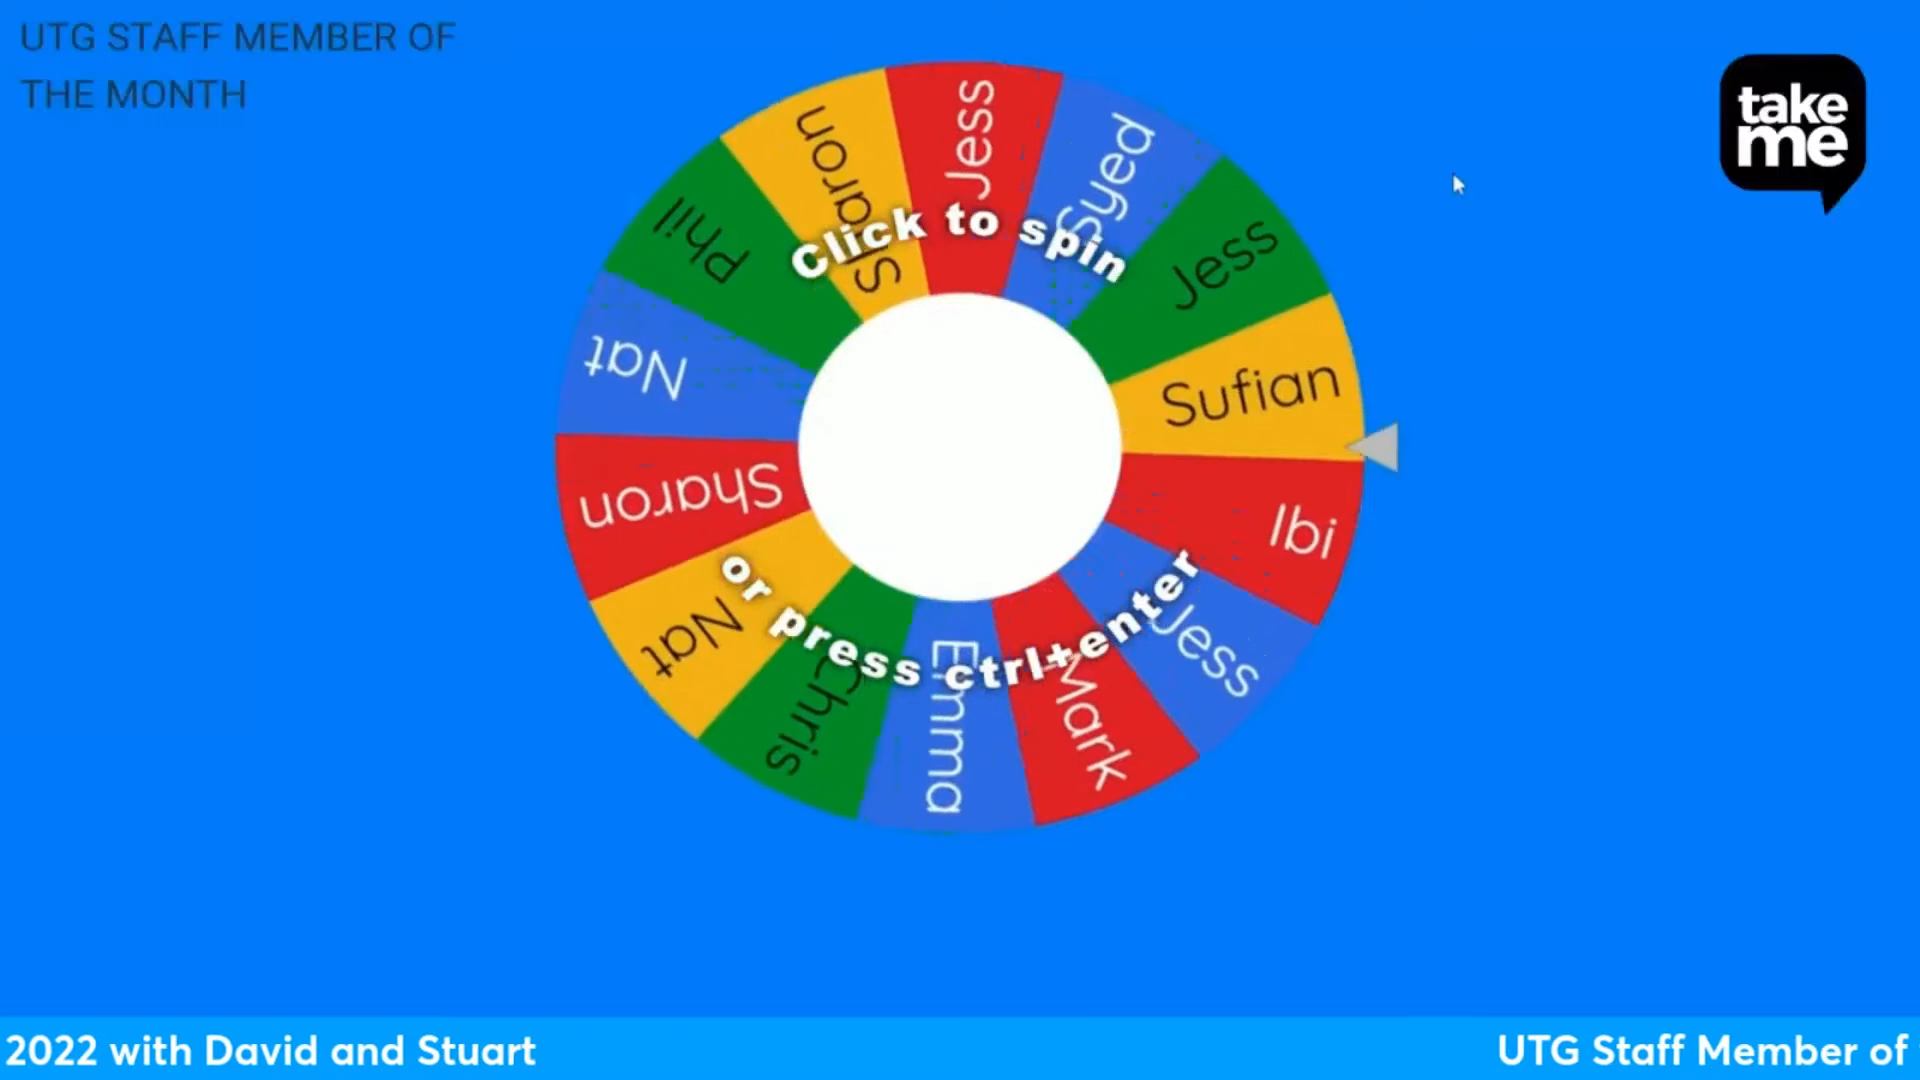 UTG STAFF MEMBER OF
THE MONTH
take
me
Click to spin
or press ctrl+enter
Jess
Syed
Jess
Sufian
Ibi
Jess
Mark
Emma
Chris
Nat
Sharon
Nat
Phil
Sharon
2022 with David and Stuart
UTG Staff Member of